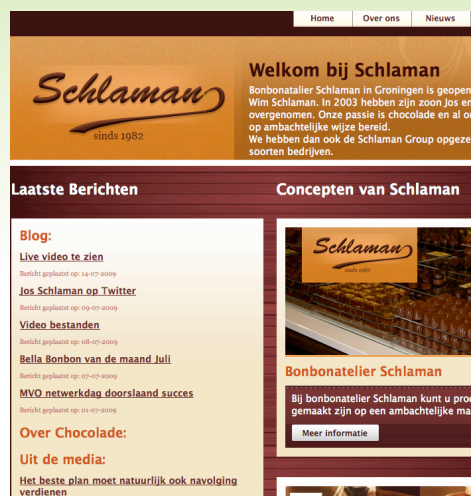 Home Over ons Nieuws
Schlaman
sinds 1982
Welkom bij Schlaman
Bonbonatalier Schlaman in Groningen is geopen
Wim Schlaman. In 2003 hebben zijn zoon Jos en
overgenomen. Onze passie is chocolade en al on
op ambachtelijke wijze bereid.
We hebben dan ook de Schlaman Group opgeze
soorten bedrijven.
Laatste Berichten
Blog:
Live video te zien
Bericht geplaatst op: 14-07-2009
Jos Schlaman op Twitter
Bericht geplaatst op: 09-07-2009
Video bestanden
Bericht geplaatst op: 08-07-2009
Bella Bonbon van de maand Juli
Bericht geplaatst op: 07-07-2009
MVO netwerkdag doorslaand succes
Bericht geplaatst op: 01-07-2009
Over Chocolade:
Uit de media:
Het beste plan moet natuurlijk ook navolging
verdienen
Concepten van Schlaman
Schlaman
sinds 1982
Bonbonatelier Schlaman
Bij bonbonatelier Schlaman kunt u prod
gemaakt zijn op een ambachtelijke ma
Meer informatie